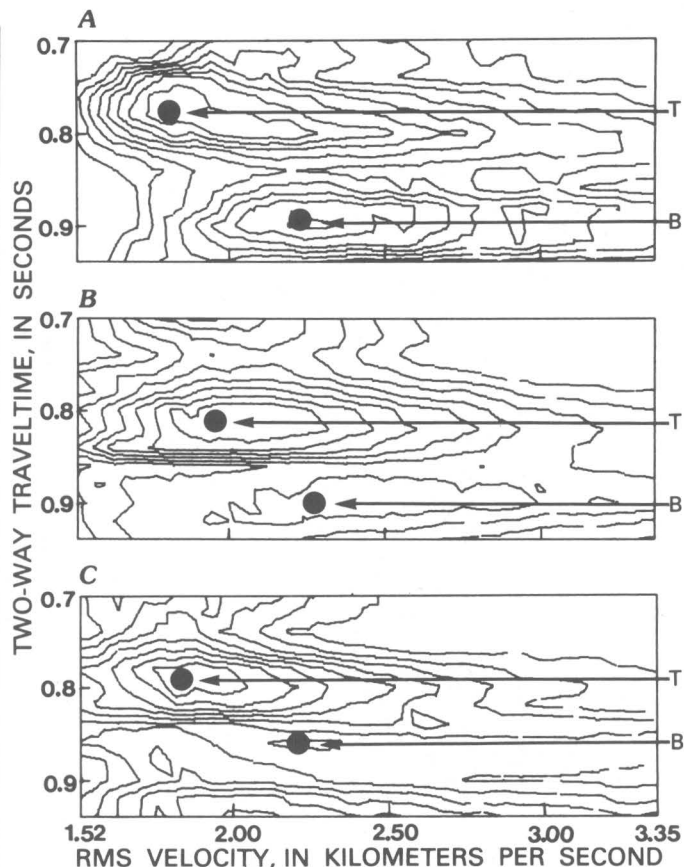 A
0.7
T
0.8
B
0.9
B
0.7
T
0.8
B
0.9
C
0.7
T
0.8
B
0.9
1.52 2.00 2.50 3.00 3.35
RMS VELOCITY, IN KILOMETERS PER SECOND
TWO-WAY TRAVELTIME, IN SECONDS